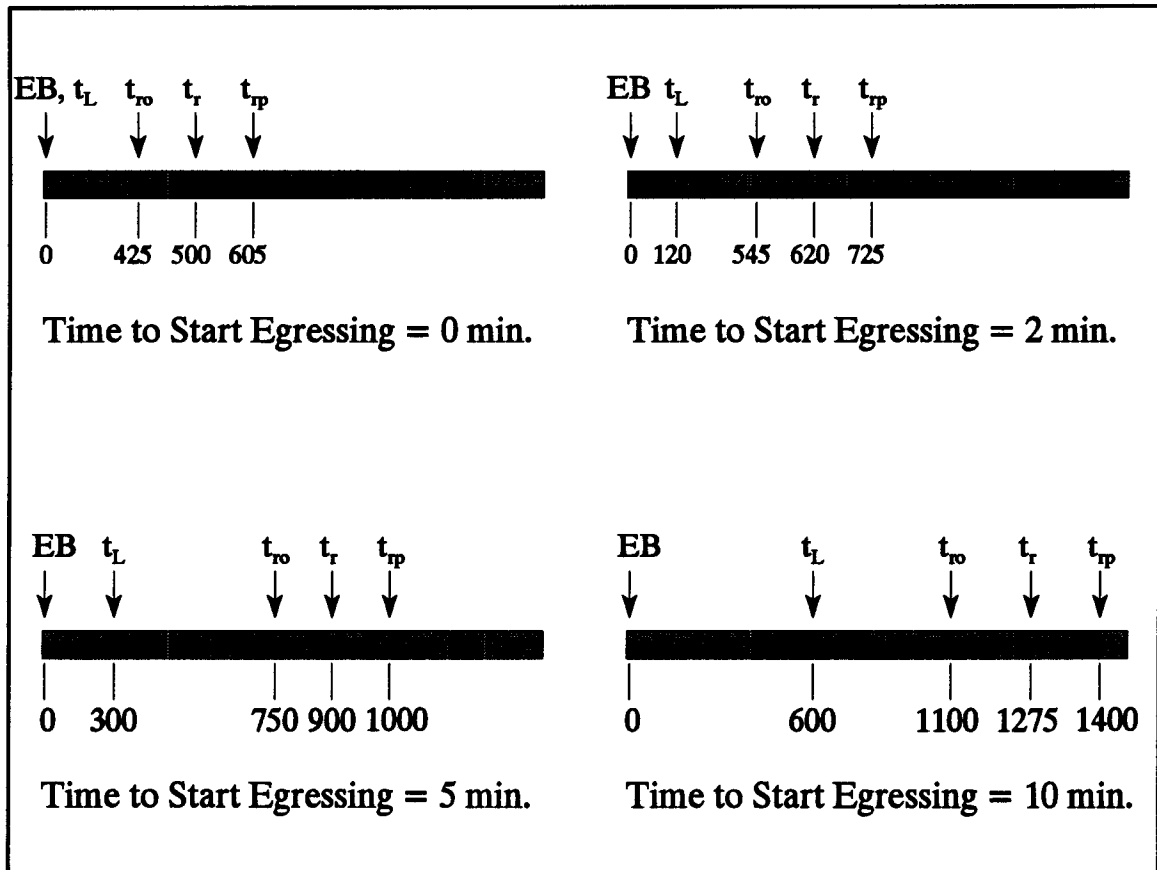 EB, t_L t_ro t_r t_rp
0 425 500 605
Time to Start Egressing = 0 min.
EB t_L t_ro t_r t_rp
0 120 545 620 725
Time to Start Egressing = 2 min.
EB t_L t_ro t_r t_rp
0 300 750 900 1000
Time to Start Egressing = 5 min.
EB t_L t_ro t_r t_rp
0 600 1100 1275 1400
Time to Start Egressing = 10 min.